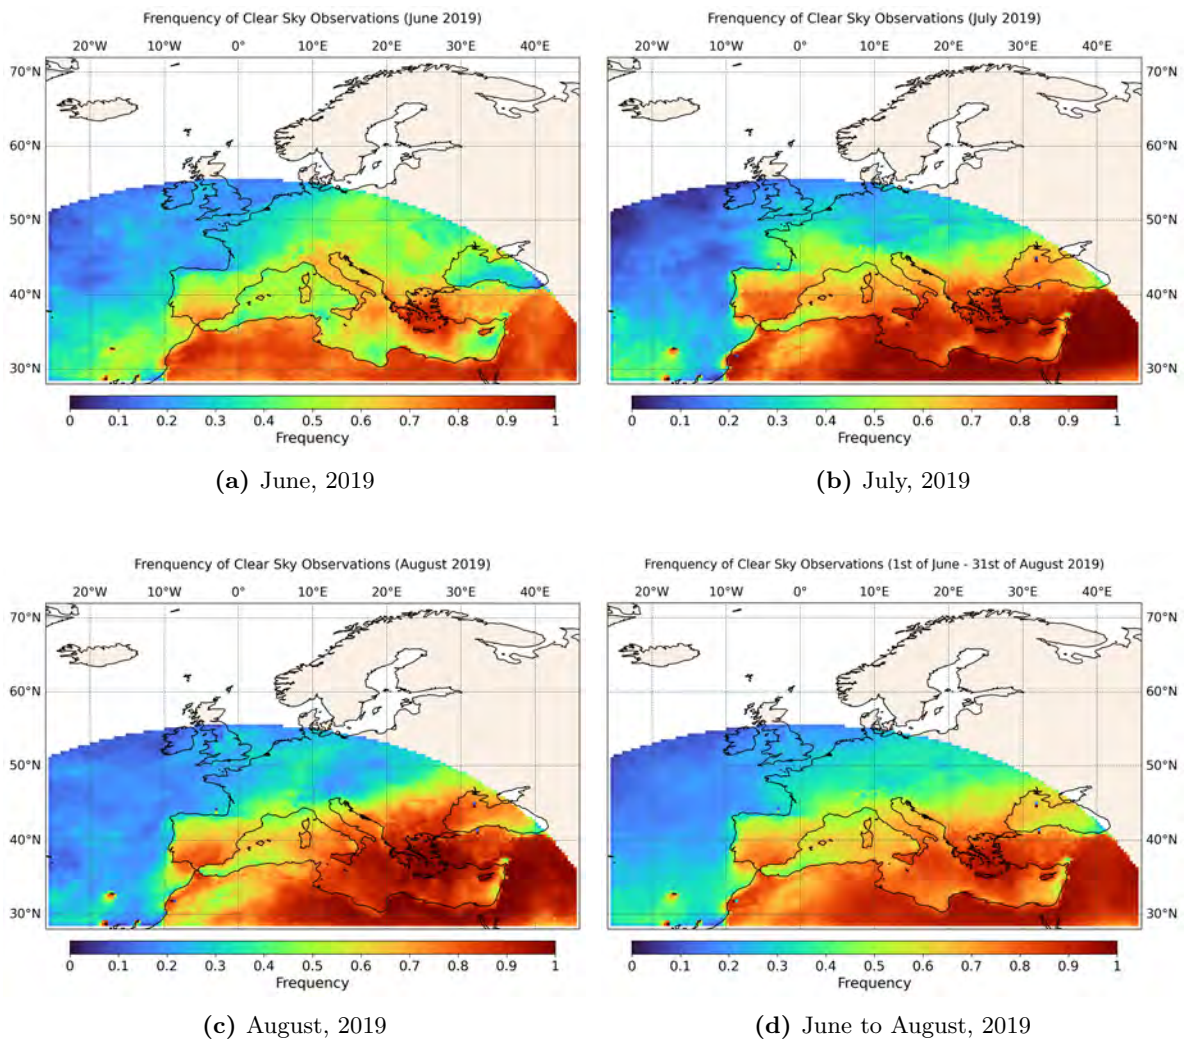 Frenquency of Clear Sky Observations (June 2019)
20°W 10°W 0° 10°E 20°E 30°E 40°E
70°N
60°N
50°N
40°N
30°N
0 0.1 0.2 0.3 0.4 0.5 0.6 0.7 0.8 0.9 1
Frequency
(a) June, 2019
Frenquency of Clear Sky Observations (July 2019)
20°W 10°W 0° 10°E 20°E 30°E 40°E
70°N
60°N
50°N
40°N
30°N
0 0.1 0.2 0.3 0.4 0.5 0.6 0.7 0.8 0.9 1
Frequency
(b) July, 2019
Frenquency of Clear Sky Observations (August 2019)
20°W 10°W 0° 10°E 20°E 30°E 40°E
70°N
60°N
50°N
40°N
30°N
0 0.1 0.2 0.3 0.4 0.5 0.6 0.7 0.8 0.9 1
Frequency
(c) August, 2019
Frenquency of Clear Sky Observations (1st of June - 31st of August 2019)
20°W 10°W 0° 10°E 20°E 30°E 40°E
70°N
60°N
50°N
40°N
30°N
0 0.1 0.2 0.3 0.4 0.5 0.6 0.7 0.8 0.9 1
Frequency
(d) June to August, 2019